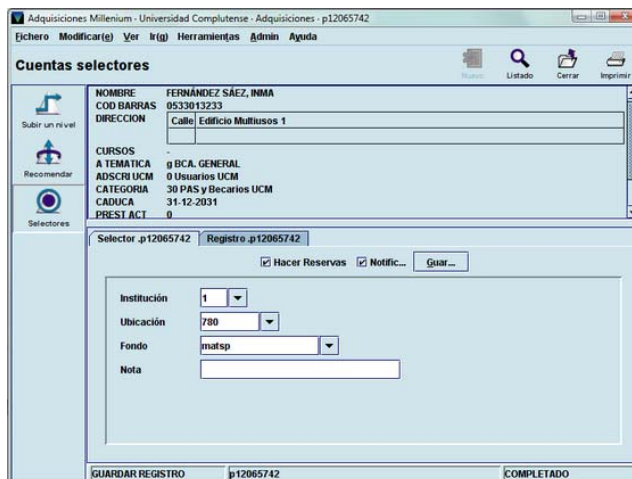 Adquisiciones Millenium · Universidad Complutense · Adquisiciones · p12065742
Fichero Modificar(e) Ver Ir(g) Herramientas Admin Ayuda
Cuentas selectores
Nuevo Listado Cerrar Imprimir
Subir un nivel
Recomendar
Selectores
NOMBRE FERNÁNDEZ SÁEZ, INMA
COD BARRAS 0533013233
DIRECCION Calle Edificio Multiusos 1
CURSOS -
A TEMATICA g BCA. GENERAL
ADSCRI UCM 0 Usuarios UCM
CATEGORIA 30 PAS y Becarios UCM
CADUCA 31-12-2031
PREST ACT 0
Selector .p12065742 Registro .p12065742
Hacer Reservas Notific... Guar...
Institución 1
Ubicación 780
Fondo matsp
Nota
GUARDAR REGISTRO p12065742 COMPLETADO